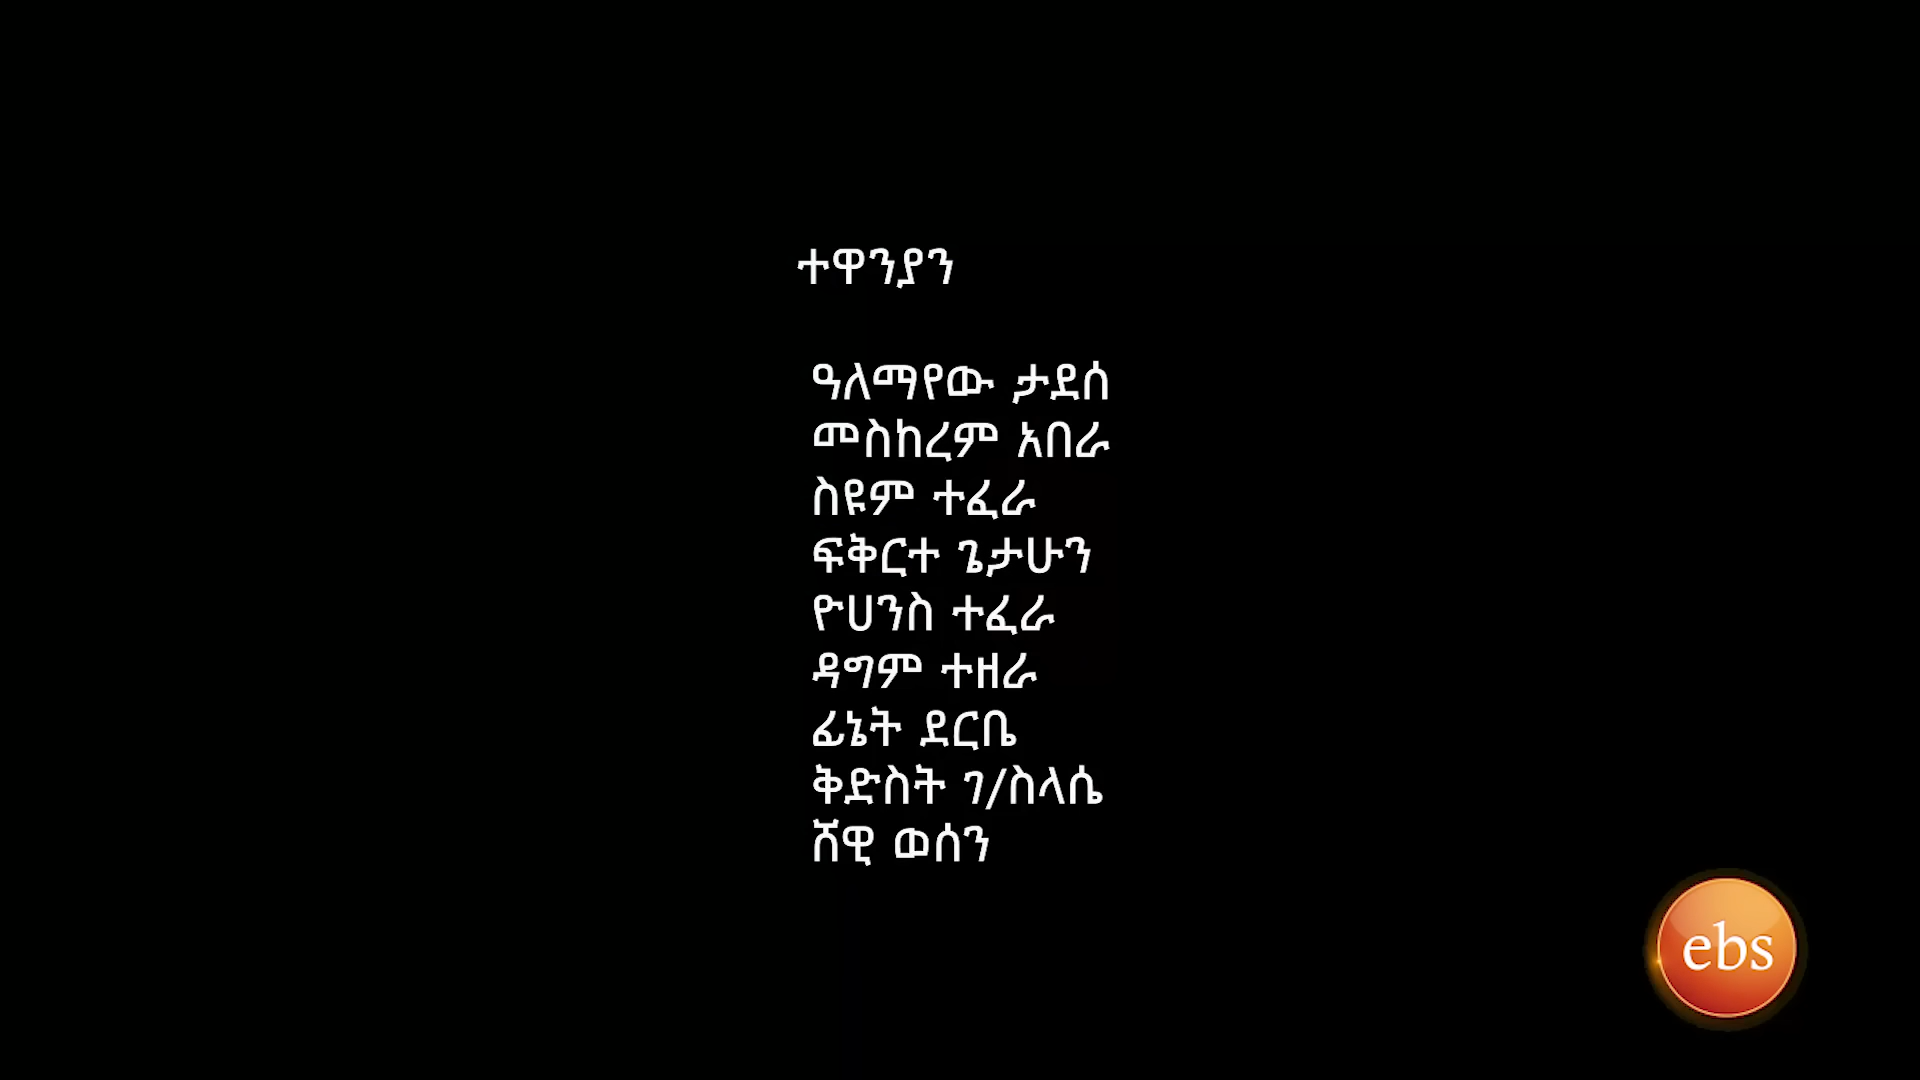 ተዋንያን
ዓለማየው ታደሰ
መስከረም አበራ
ስዩም ተፈራ
ፍቅርተ ጌታሁን
ዮሀንስ ተፈራ
ዳግም ተዘራ
ፊኔት ደርቤ
ቅድስት ገ/ስላሴ
ሸዊ ወሰን
ebs